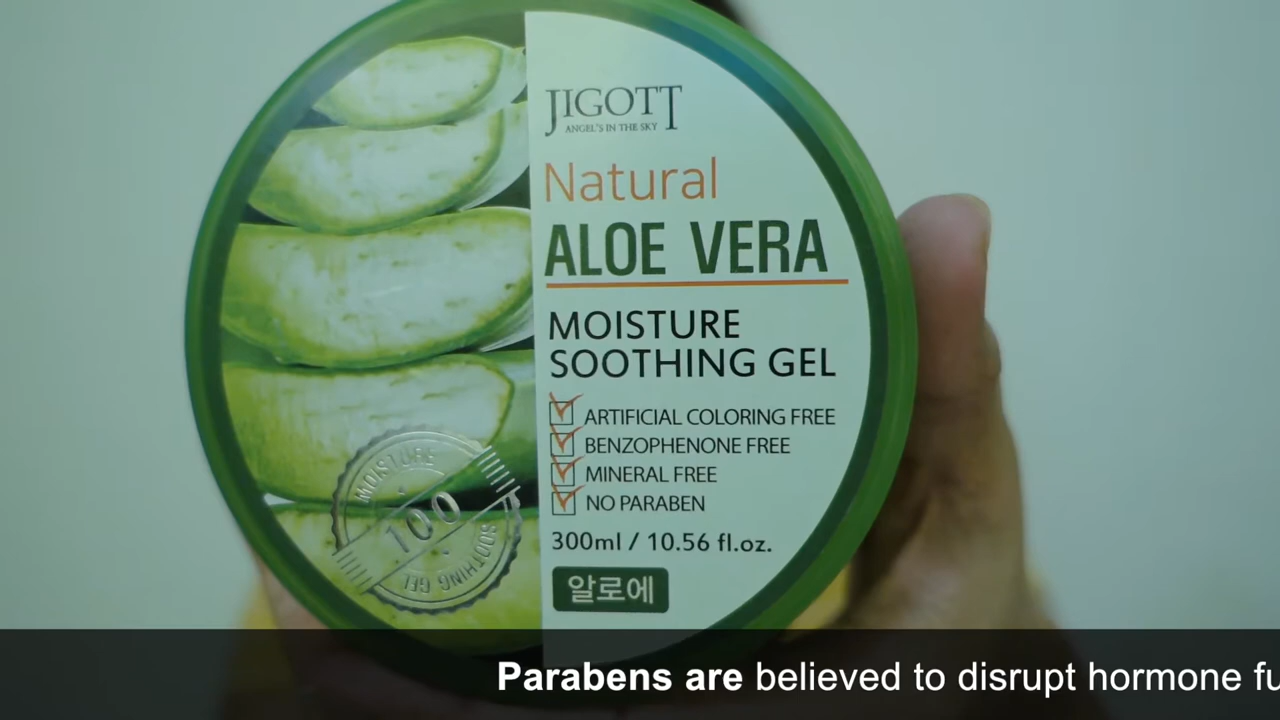 JIGOTT
ANGEL'S IN THE SKY
Natural
ALOE VERA
MOISTURE
SOOTHING GEL
ARTIFICIAL COLORING FREE
BENZOPHENONE FREE
MINERAL FREE
NO PARABEN
300ml / 10.56 fl.oz.
알로에
MOISTURE
100
SOOTHING GEL
Parabens are believed to disrupt hormone fu